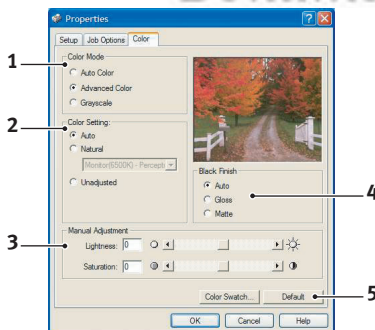 Properties
Setup Job Options Color
1
Color Mode
Auto Color
Advanced Color
Grayscale
2
Color Setting:
Auto
Natural
Monitor(6500K) - Percepti
Unadjusted
Black Finish
Auto
Gloss
Matte
4
Manual Adjustment
3
Lightness: 0
Saturation: 0
Color Swatch... Default
5
OK Cancel Help